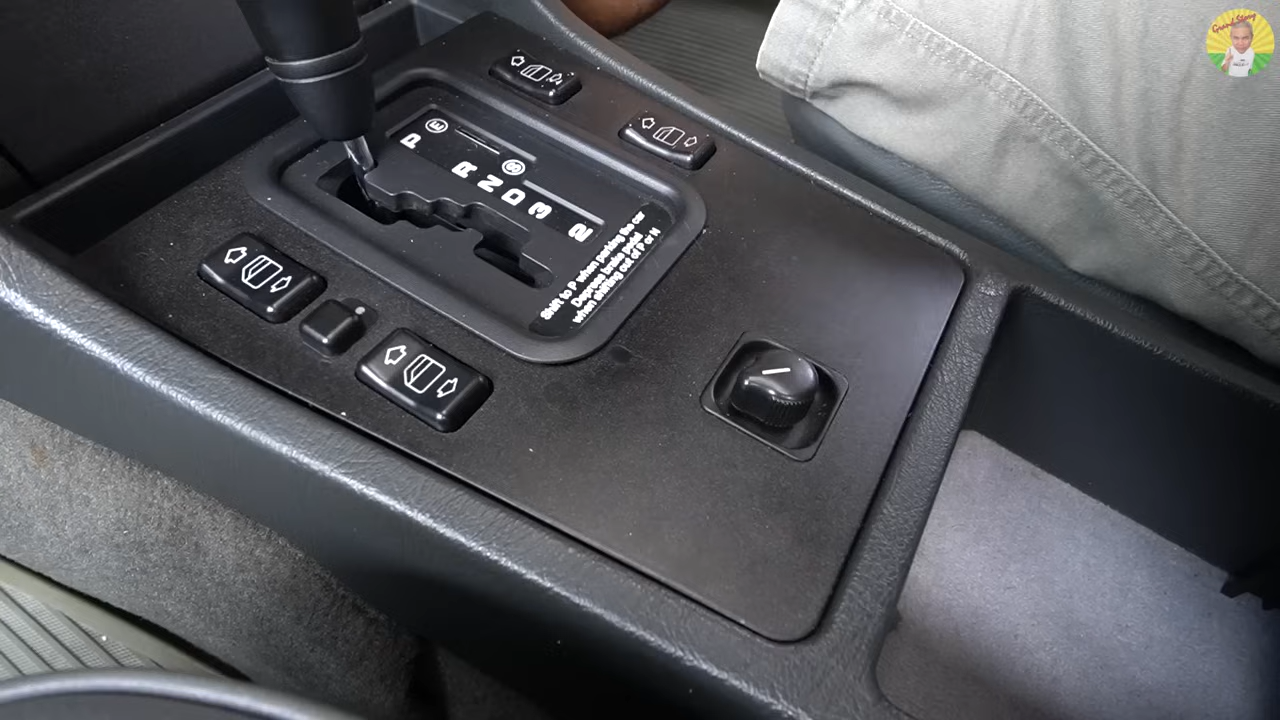 P
E
S
R
N
D
3
2
Shift to P when parking the car
Depress brake pedal
when shifting out of P or N